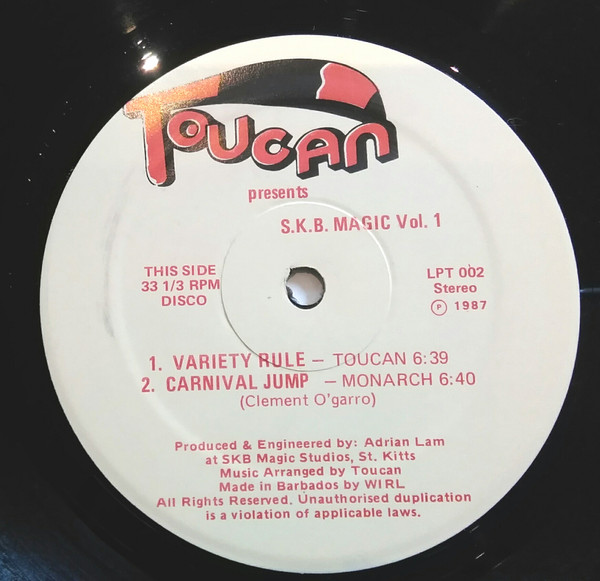 TOUCAN
presents
S.K.B. MAGIC Vol. 1
THIS SIDE
33 1/3 RPM
DISCO
LPT 002
Stereo
℗ 1987
1. VARIETY RULE – TOUCAN 6:39
2. CARNIVAL JUMP – MONARCH 6:40
(Clement O'garro)
Produced & Engineered by: Adrian Lam
at SKB Magic Studios, St. Kitts
Music Arranged by Toucan
Made in Barbados by WIRL
All Rights Reserved. Unauthorised duplication
is a violation of applicable laws.